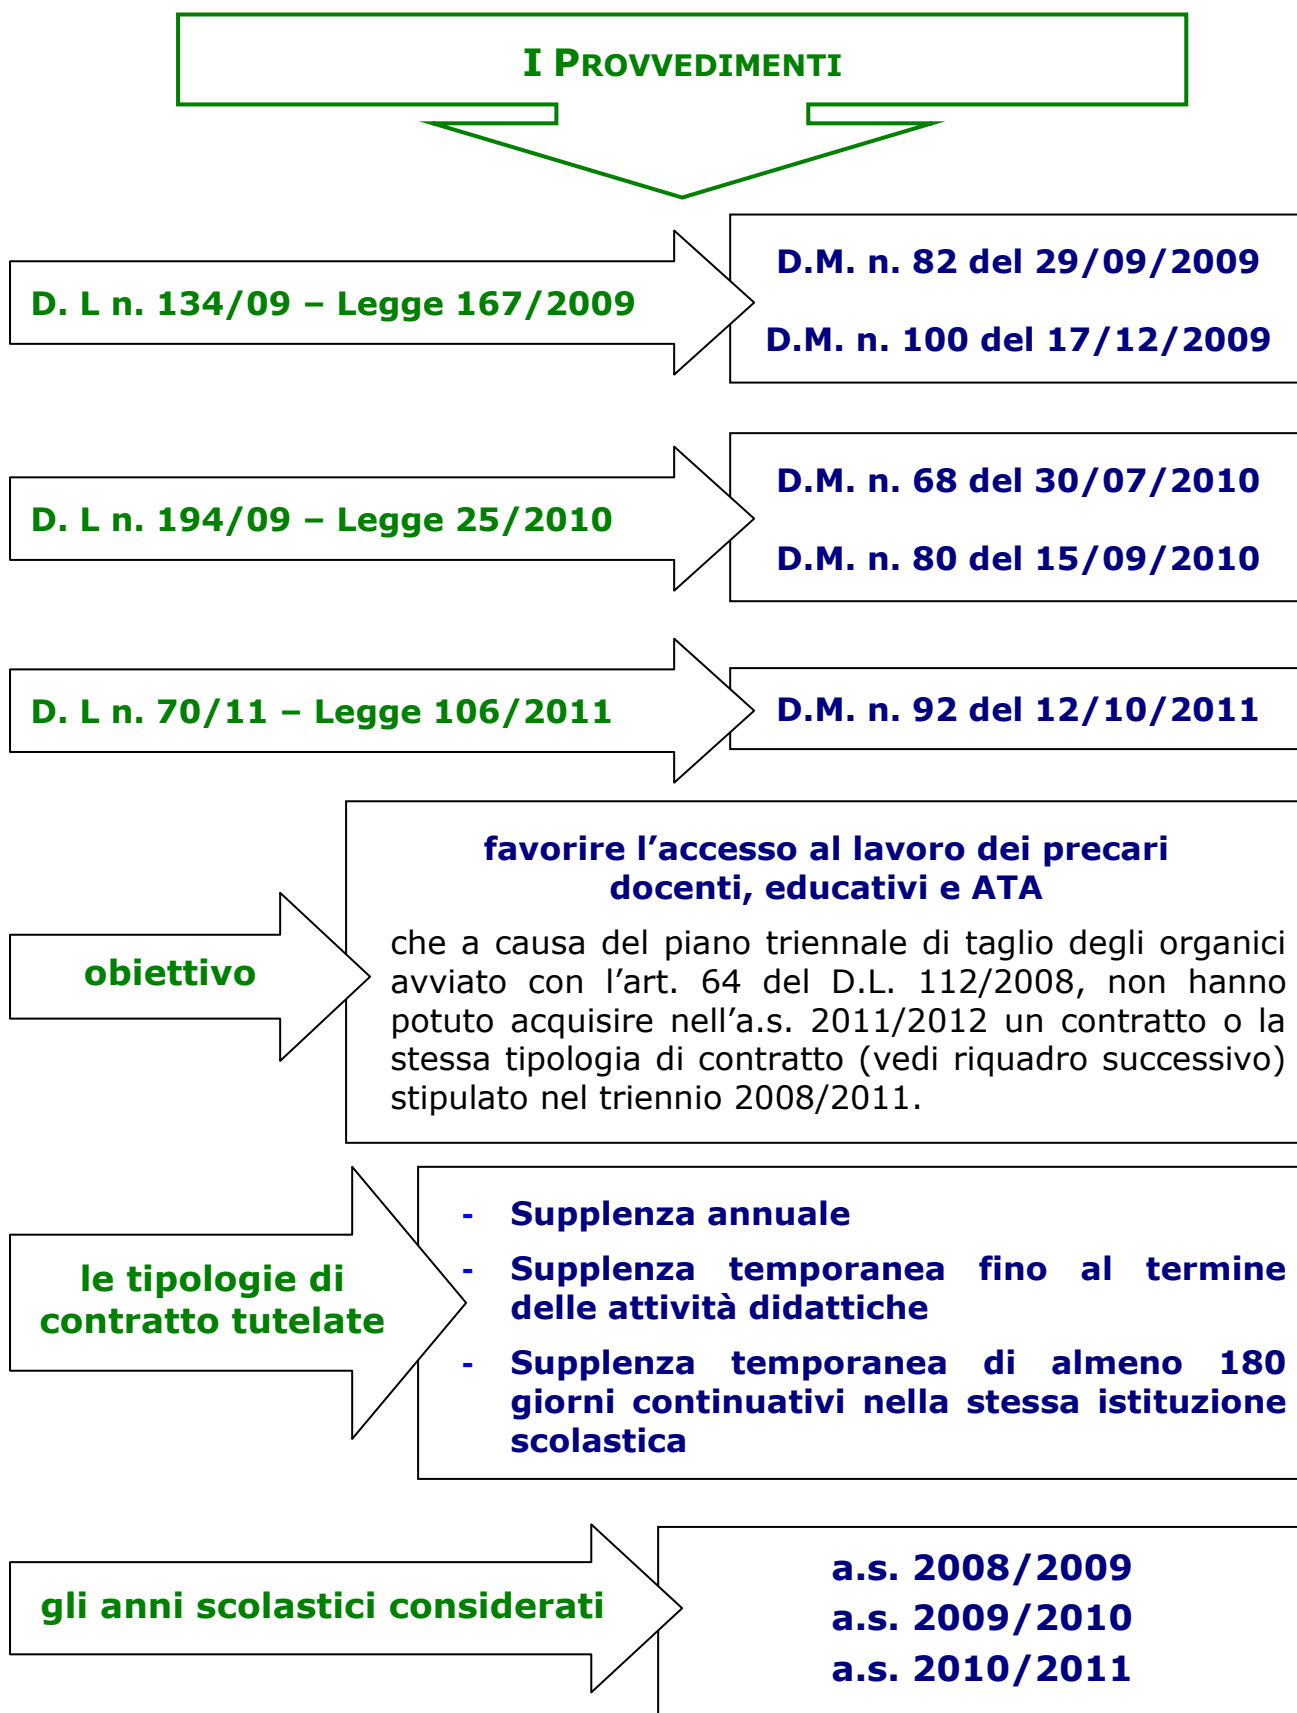 I PROVVEDIMENTI
D. L n. 134/09 – Legge 167/2009
D.M. n. 82 del 29/09/2009
D.M. n. 100 del 17/12/2009
D. L n. 194/09 – Legge 25/2010
D.M. n. 68 del 30/07/2010
D.M. n. 80 del 15/09/2010
D. L n. 70/11 – Legge 106/2011
D.M. n. 92 del 12/10/2011
obiettivo
favorire l’accesso al lavoro dei precari
docenti, educativi e ATA
che a causa del piano triennale di taglio degli organici
avviato con l’art. 64 del D.L. 112/2008, non hanno
potuto acquisire nell’a.s. 2011/2012 un contratto o la
stessa tipologia di contratto (vedi riquadro successivo)
stipulato nel triennio 2008/2011.
le tipologie di
contratto tutelate
- Supplenza annuale
- Supplenza temporanea fino al termine
delle attività didattiche
- Supplenza temporanea di almeno 180
giorni continuativi nella stessa istituzione
scolastica
gli anni scolastici considerati
a.s. 2008/2009
a.s. 2009/2010
a.s. 2010/2011